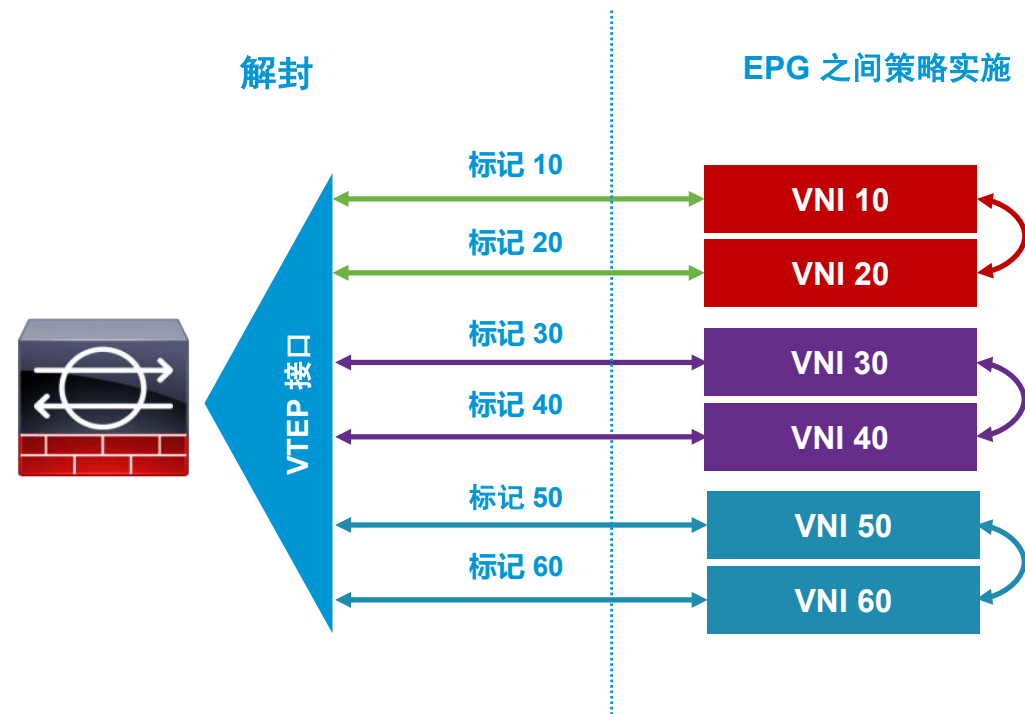 解封
EPG 之间策略实施
标记 10
VNI 10
标记 20
VNI 20
标记 30
VNI 30
标记 40
VNI 40
标记 50
VNI 50
标记 60
VNI 60
VTEP 接口